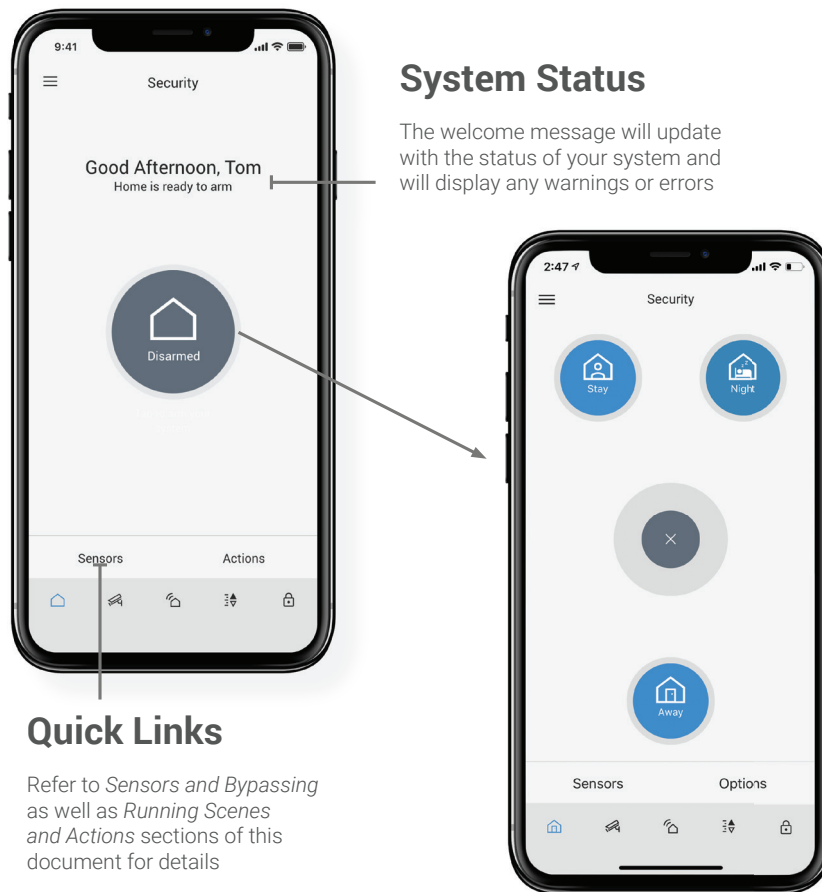 9:41
Security
Good Afternoon, Tom
Home is ready to arm
Disarmed
Sensors
Actions
System Status
The welcome message will update
with the status of your system and
will display any warnings or errors
2:47
Security
Stay
Night
Away
Sensors
Options
Quick Links
Refer to Sensors and Bypassing
as well as Running Scenes
and Actions sections of this
document for details